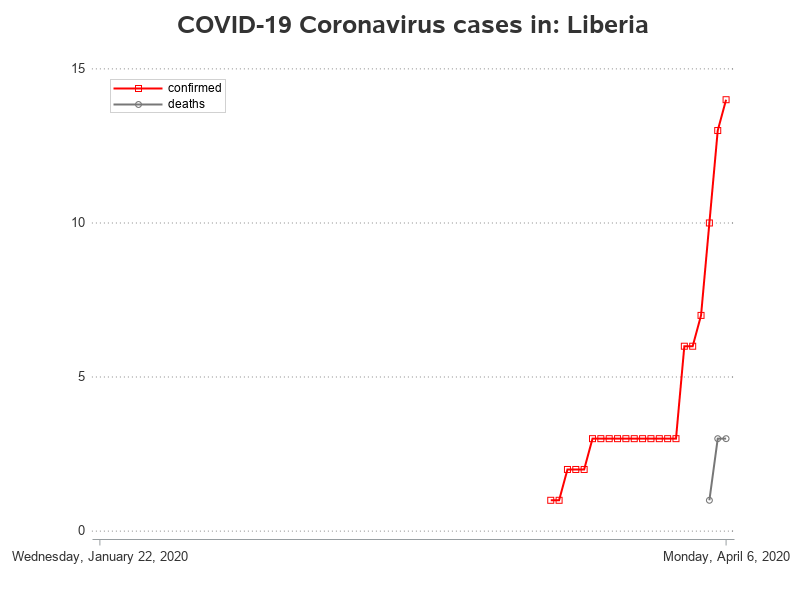 COVID-19 Coronavirus cases in: Liberia
15
confirmed
deaths
10
5
0
Wednesday, January 22, 2020
Monday, April 6, 2020